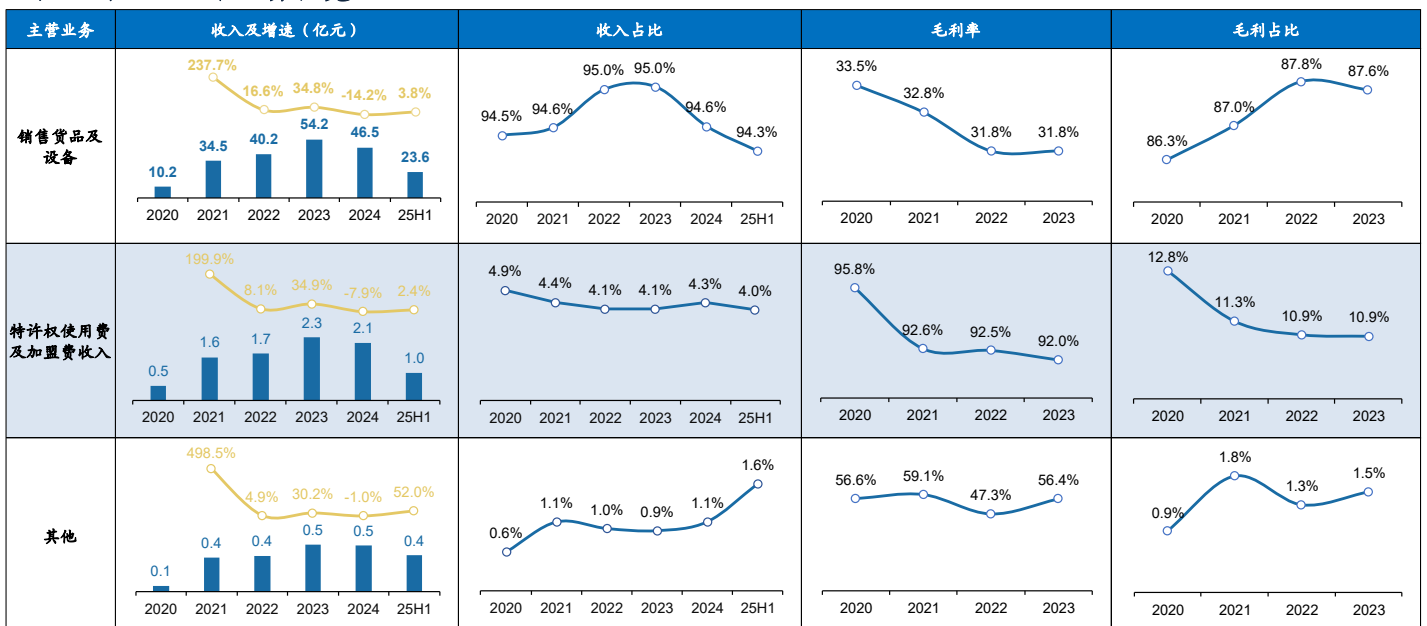 主营业务 收入及增速（亿元） 收入占比 毛利率 毛利占比
销售货品及
设备
237.7% 16.6% 34.8% -14.2% 3.8%
10.2 34.5 40.2 54.2 46.5 23.6
2020 2021 2022 2023 2024 25H1
94.5% 94.6% 95.0% 95.0% 94.6% 94.3%
2020 2021 2022 2023 2024 25H1
33.5% 32.8% 31.8% 31.8%
2020 2021 2022 2023
86.3% 87.0% 87.8% 87.6%
2020 2021 2022 2023
特许权使用费
及加盟费收入
199.9% 8.1% 34.9% -7.9% 2.4%
0.5 1.6 1.7 2.3 2.1 1.0
2020 2021 2022 2023 2024 25H1
4.9% 4.4% 4.1% 4.1% 4.3% 4.0%
2020 2021 2022 2023 2024 25H1
95.8% 92.6% 92.5% 92.0%
2020 2021 2022 2023
12.8% 11.3% 10.9% 10.9%
2020 2021 2022 2023
其他
498.5% 4.9% 30.2% -1.0% 52.0%
0.1 0.4 0.4 0.5 0.5 0.4
2020 2021 2022 2023 2024 25H1
0.6% 1.1% 1.0% 0.9% 1.1% 1.6%
2020 2021 2022 2023 2024 25H1
56.6% 59.1% 47.3% 56.4%
2020 2021 2022 2023
0.9% 1.8% 1.3% 1.5%
2020 2021 2022 2023